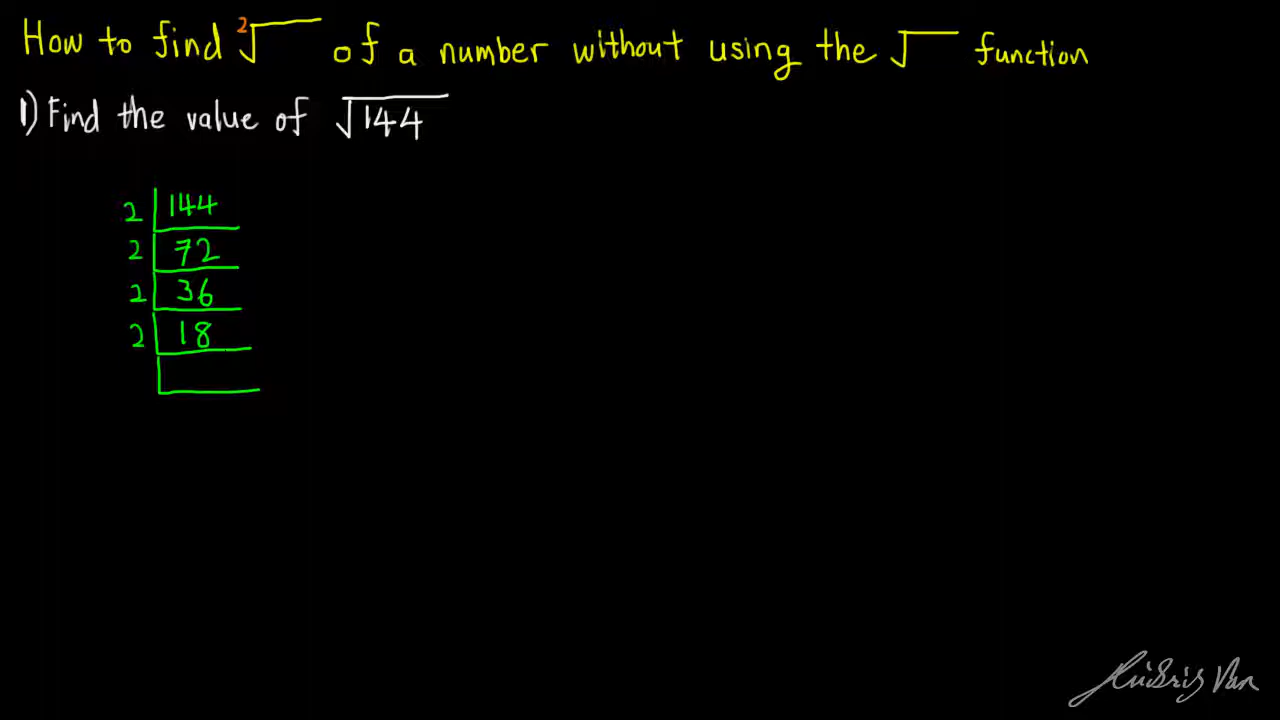 How to find ²√ of a number without using the √ function
1) Find the value of √144
2 144
2 72
2 36
2 18